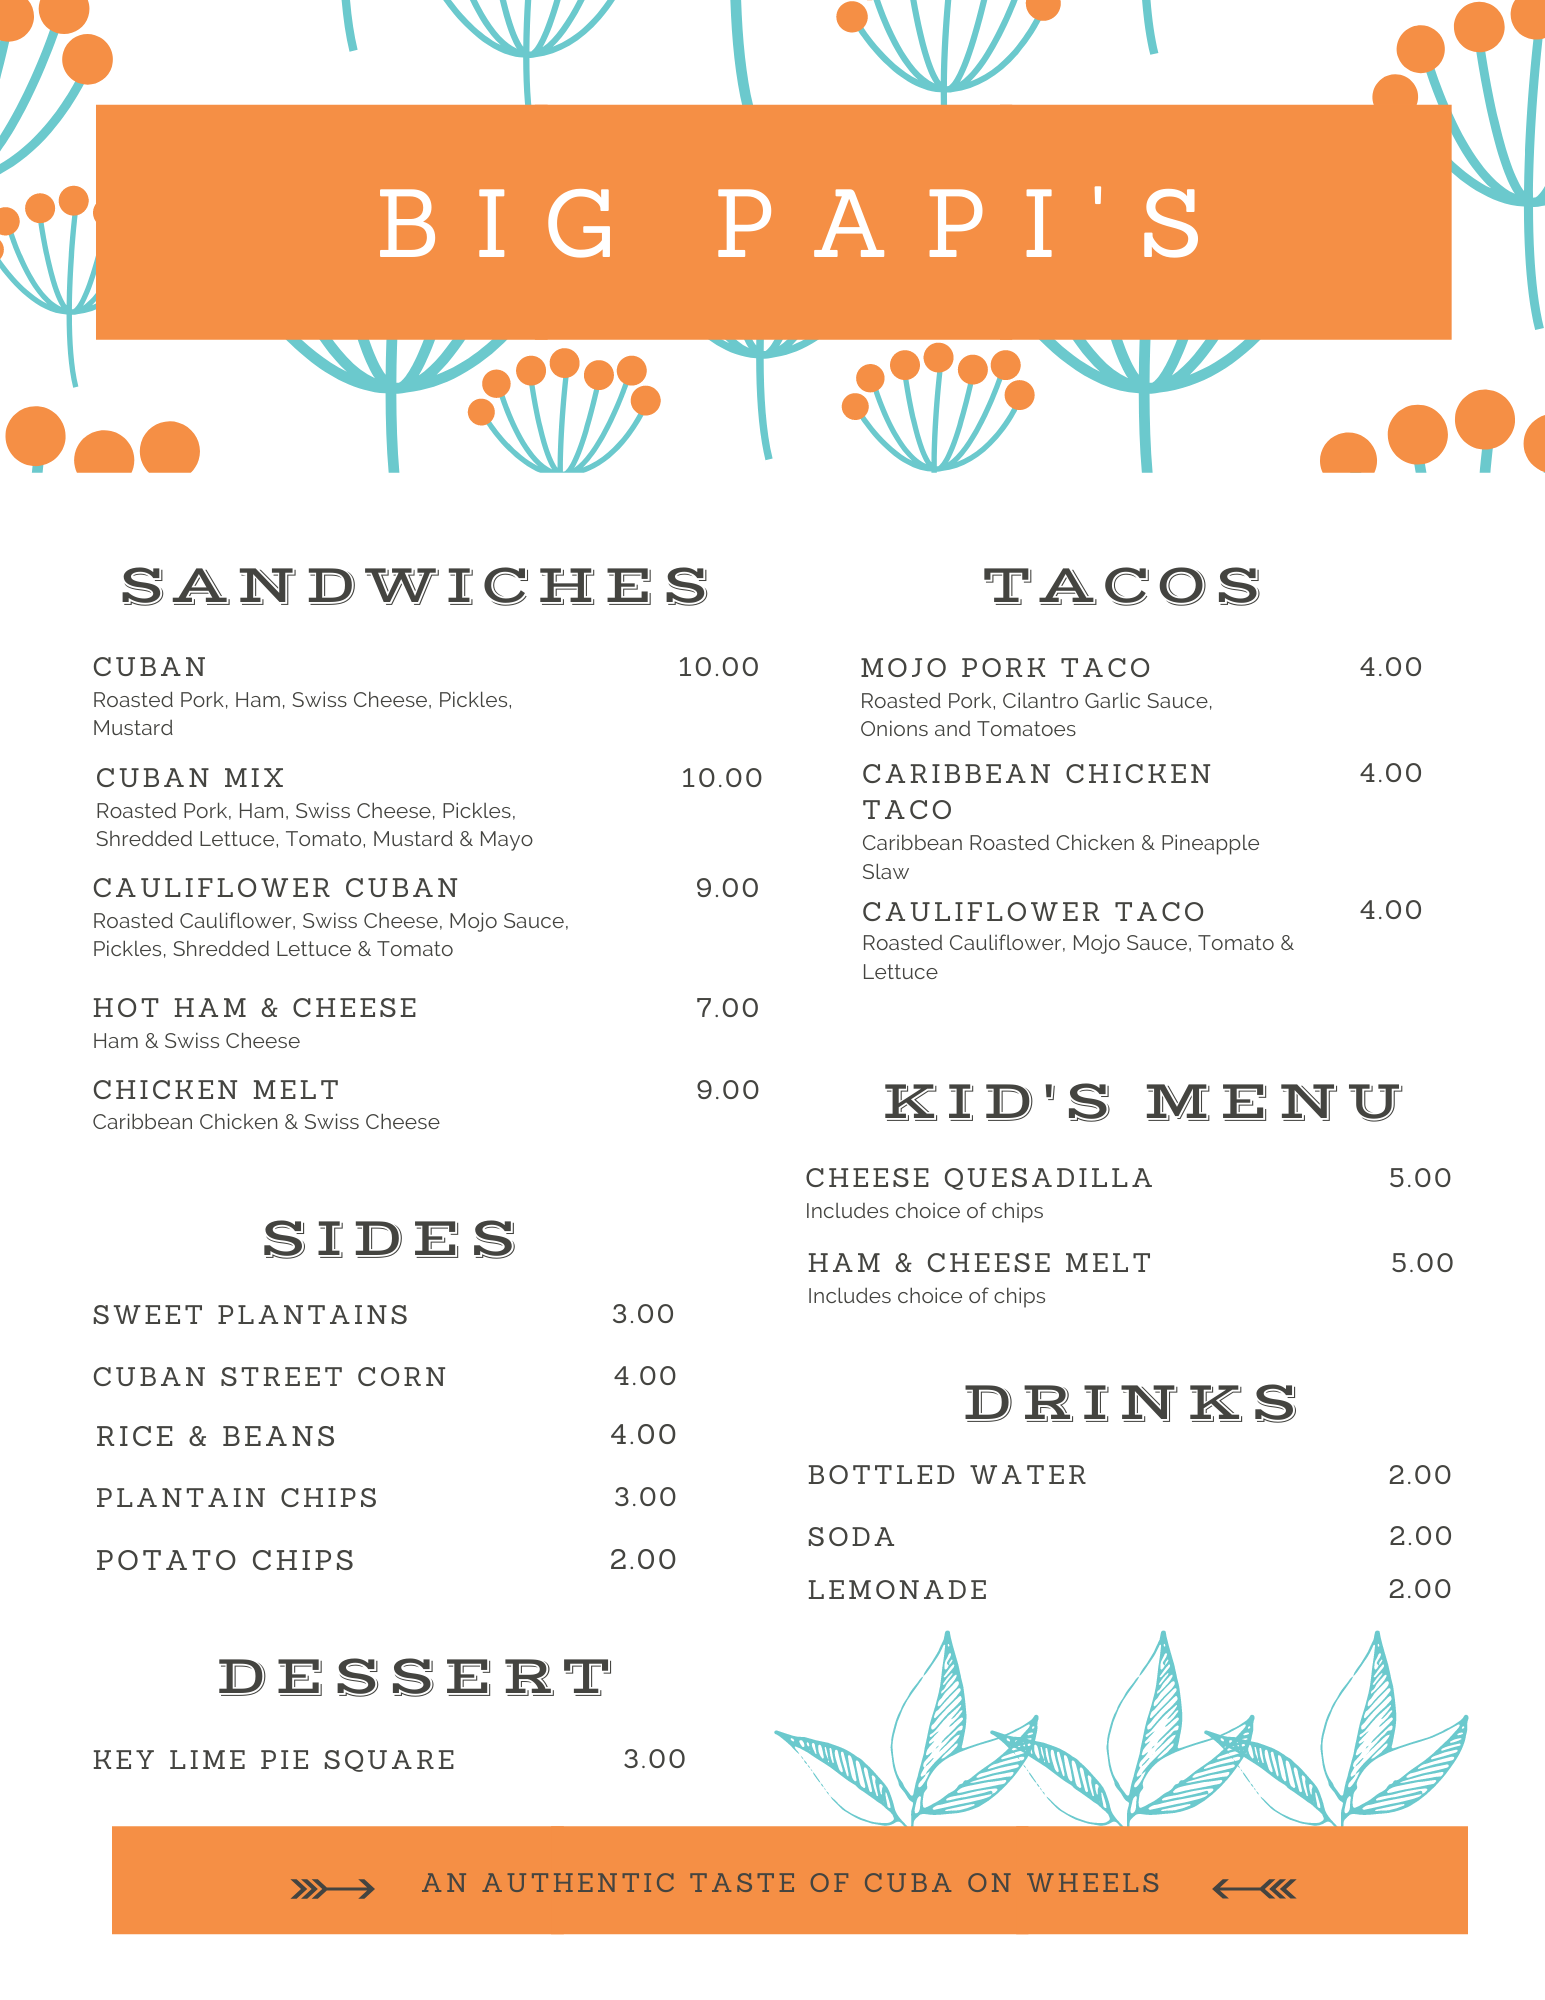 BIG PAPI'S
SANDWICHES
CUBAN 10.00
Roasted Pork, Ham, Swiss Cheese, Pickles,
Mustard
CUBAN MIX 10.00
Roasted Pork, Ham, Swiss Cheese, Pickles,
Shredded Lettuce, Tomato, Mustard & Mayo
CAULIFLOWER CUBAN 9.00
Roasted Cauliflower, Swiss Cheese, Mojo Sauce,
Pickles, Shredded Lettuce & Tomato
HOT HAM & CHEESE 7.00
Ham & Swiss Cheese
CHICKEN MELT 9.00
Caribbean Chicken & Swiss Cheese
SIDES
SWEET PLANTAINS 3.00
CUBAN STREET CORN 4.00
RICE & BEANS 4.00
PLANTAIN CHIPS 3.00
POTATO CHIPS 2.00
DESSERT
KEY LIME PIE SQUARE 3.00
TACOS
MOJO PORK TACO 4.00
Roasted Pork, Cilantro Garlic Sauce,
Onions and Tomatoes
CARIBBEAN CHICKEN 4.00
TACO
Caribbean Roasted Chicken & Pineapple
Slaw
CAULIFLOWER TACO 4.00
Roasted Cauliflower, Mojo Sauce, Tomato &
Lettuce
KID'S MENU
CHEESE QUESADILLA 5.00
Includes choice of chips
HAM & CHEESE MELT 5.00
Includes choice of chips
DRINKS
BOTTLED WATER 2.00
SODA 2.00
LEMONADE 2.00
AN AUTHENTIC TASTE OF CUBA ON WHEELS